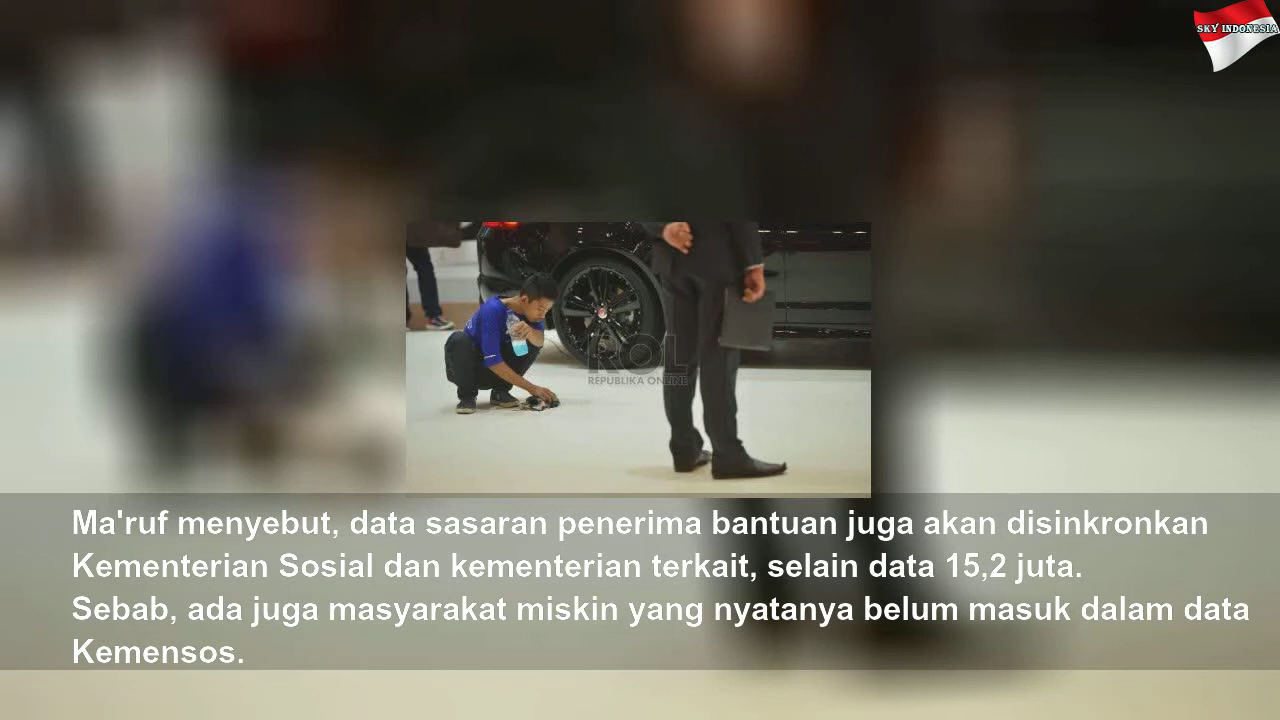 SKY INDONESIA
ROL
REPUBLIKA ONLINE
Ma'ruf menyebut, data sasaran penerima bantuan juga akan disinkronkan
Kementerian Sosial dan kementerian terkait, selain data 15,2 juta.
Sebab, ada juga masyarakat miskin yang nyatanya belum masuk dalam data
Kemensos.